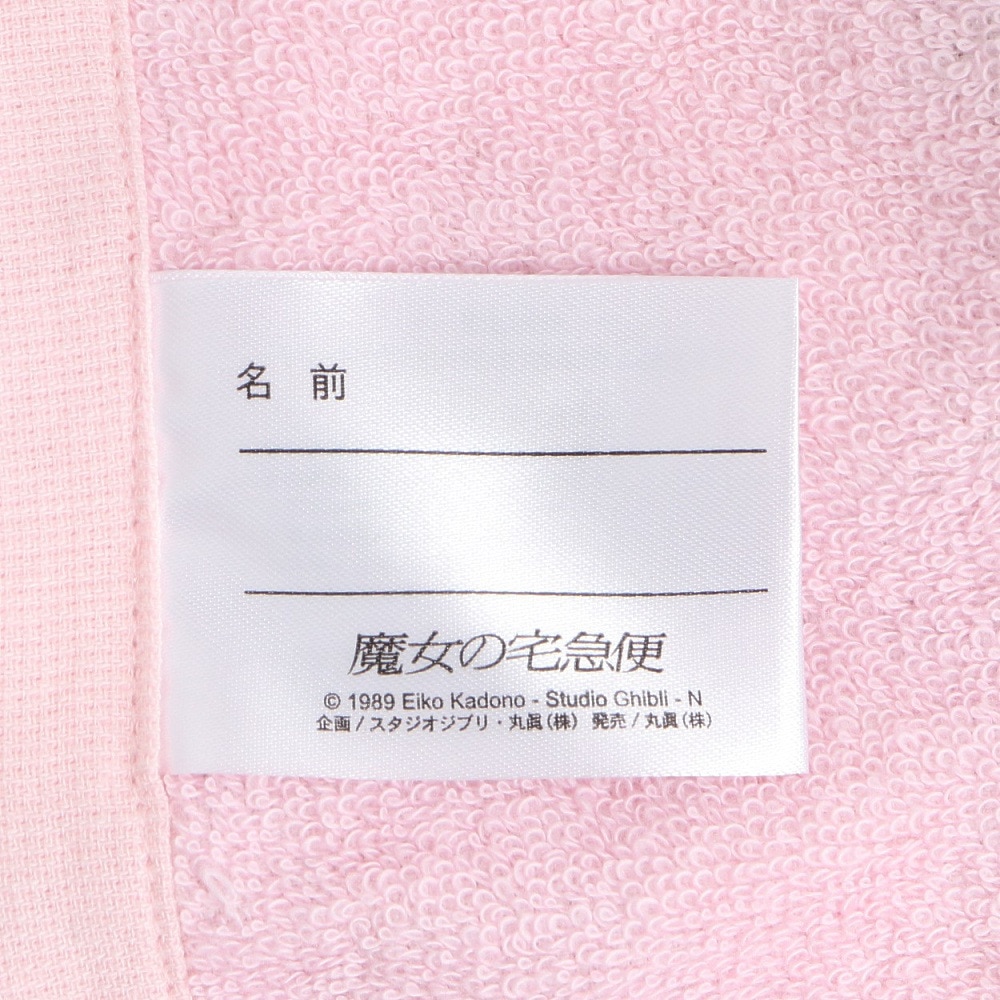 名 前
魔女の宅急便
© 1989 Eiko Kadono - Studio Ghibli - N
企画 / スタジオジブリ・丸眞(株) 発売 / 丸眞(株)